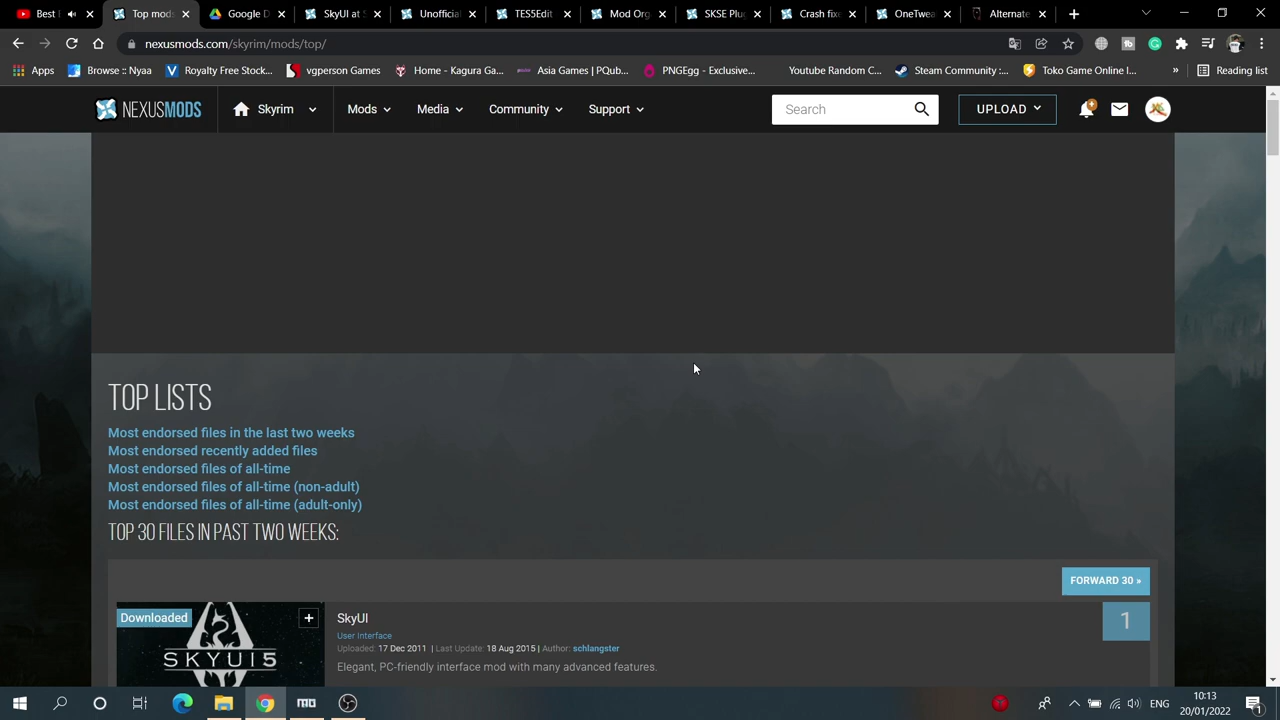 Best E
Top mods
Google D
SkyUI at S
Unofficial
TES5Edit
Mod Org
SKSE Plug
Crash fixe
OneTwea
Alternate
nexusmods.com/skyrim/mods/top/
Apps
Browse :: Nyaa
Royalty Free Stock...
vgperson Games
Home - Kagura Ga...
Asia Games | PQub...
PNGEgg - Exclusive...
Youtube Random C...
Steam Community :...
Toko Game Online I...
»
Reading list
NEXUSMODS
Skyrim
Mods
Media
Community
Support
Search
UPLOAD
TOP LISTS
Most endorsed files in the last two weeks
Most endorsed recently added files
Most endorsed files of all-time
Most endorsed files of all-time (non-adult)
Most endorsed files of all-time (adult-only)
TOP 30 FILES IN PAST TWO WEEKS:
FORWARD 30 »
Downloaded
SKYUI 5
SkyUI
1
User Interface
Uploaded: 17 Dec 2011 | Last Update: 18 Aug 2015 | Author: schlangster
Elegant, PC-friendly interface mod with many advanced features.
ENG
10:13
20/01/2022
1